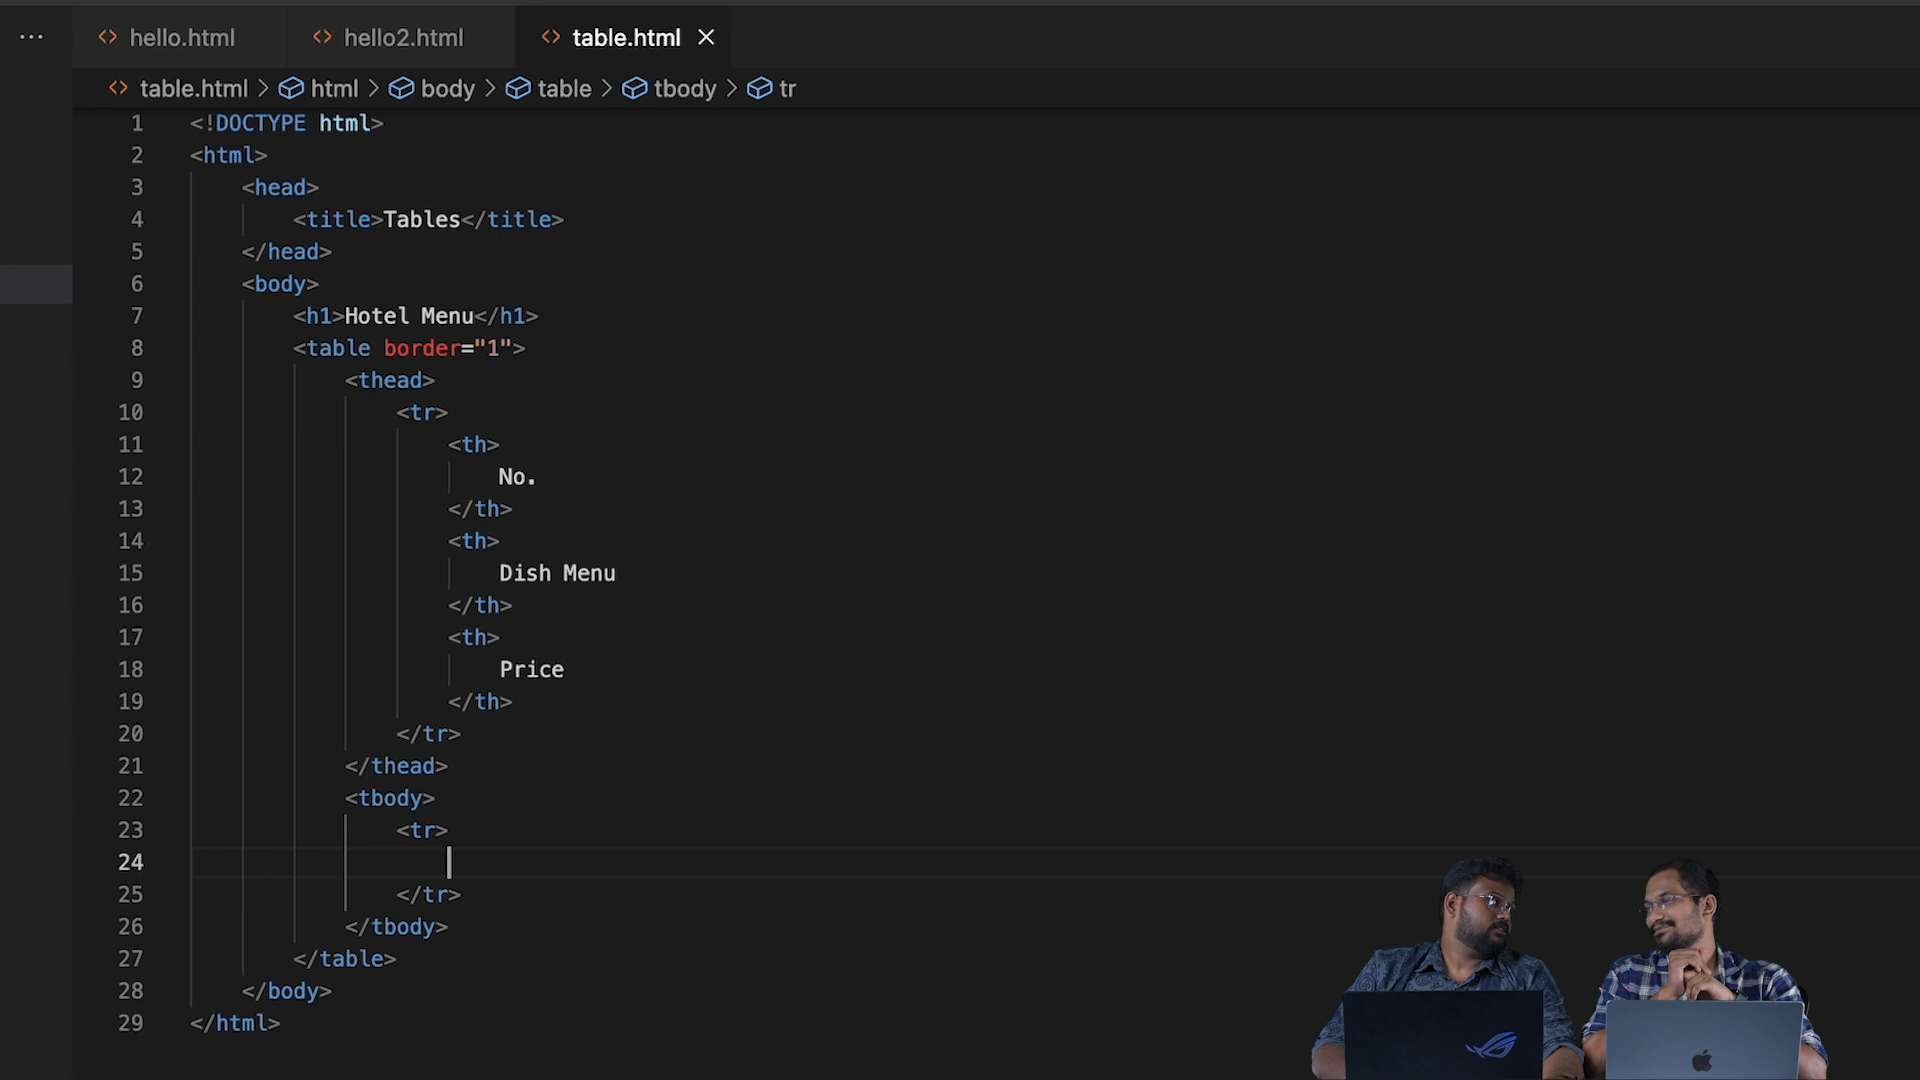 ... hello.html hello2.html table.html
table.html > html > body > table > tbody > tr
1 <!DOCTYPE html>
2 <html>
3 <head>
4 <title>Tables</title>
5 </head>
6 <body>
7 <h1>Hotel Menu</h1>
8 <table border="1">
9 <thead>
10 <tr>
11 <th>
12 No.
13 </th>
14 <th>
15 Dish Menu
16 </th>
17 <th>
18 Price
19 </th>
20 </tr>
21 </thead>
22 <tbody>
23 <tr>
24
25 </tr>
26 </tbody>
27 </table>
28 </body>
29 </html>